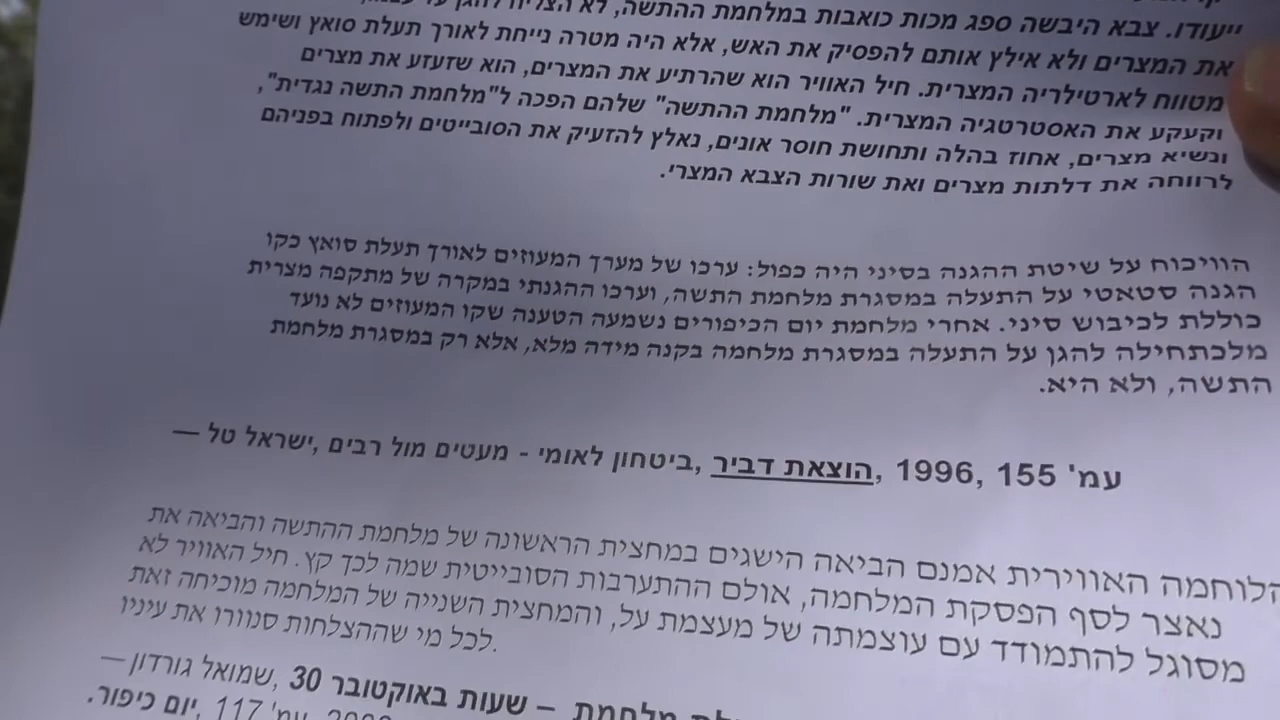 ייעודו. צבא היבשה ספג מכות כואבות במלחמת ההתשה, לא הצליח להגן על
את המצרים ולא אילץ אותם להפסיק את האש, אלא היה מטרה נייחת לאורך תעלת סואץ ושימש
מטווח לארטילריה המצרית. חיל האוויר הוא שהרתיע את המצרים, הוא שזעזע את מצרים
וקעקע את האסטרטגיה המצרית. "מלחמת ההתשה" שלהם הפכה ל"מלחמת התשה נגדית",
ונשיא מצרים, אחוז בהלה ותחושת חוסר אונים, נאלץ להזעיק את הסובייטים ולפתוח בפניהם
לרווחה את דלתות מצרים ואת שורות הצבא המצרי.
הוויכוח על שיטת ההגנה בסיני היה כפול: ערכו של מערך המעוזים לאורך תעלת סואץ כקו
הגנה סטאטי על התעלה במסגרת מלחמת התשה, וערכו ההגנתי במקרה של מתקפה מצרית
כוללת לכיבוש סיני. אחרי מלחמת יום הכיפורים נשמעה הטענה שקו המעוזים לא נועד
מלכתחילה להגן על התעלה במסגרת מלחמה בקנה מידה מלא, אלא רק במסגרת מלחמת
התשה, ולא היא.
עמ' 155 ,1996 ,הוצאת דביר, ביטחון לאומי - מעטים מול רבים, ישראל טל —
הלוחמה האווירית אמנם הביאה הישגים במחצית הראשונה של מלחמת ההתשה והביאה את
נאצר לסף הפסקת המלחמה, אולם ההתערבות הסובייטית שמה לכך קץ. חיל האוויר לא
מסוגל להתמודד עם עוצמתה של מעצמת על, והמחצית השנייה של המלחמה מוכיחה זאת
לכל מי שההצלחות סנוורו את עיניו.
מלחמת – שעות באוקטובר 30 ,שמואל גורדון —
עמ' 117 ,יום כיפור.